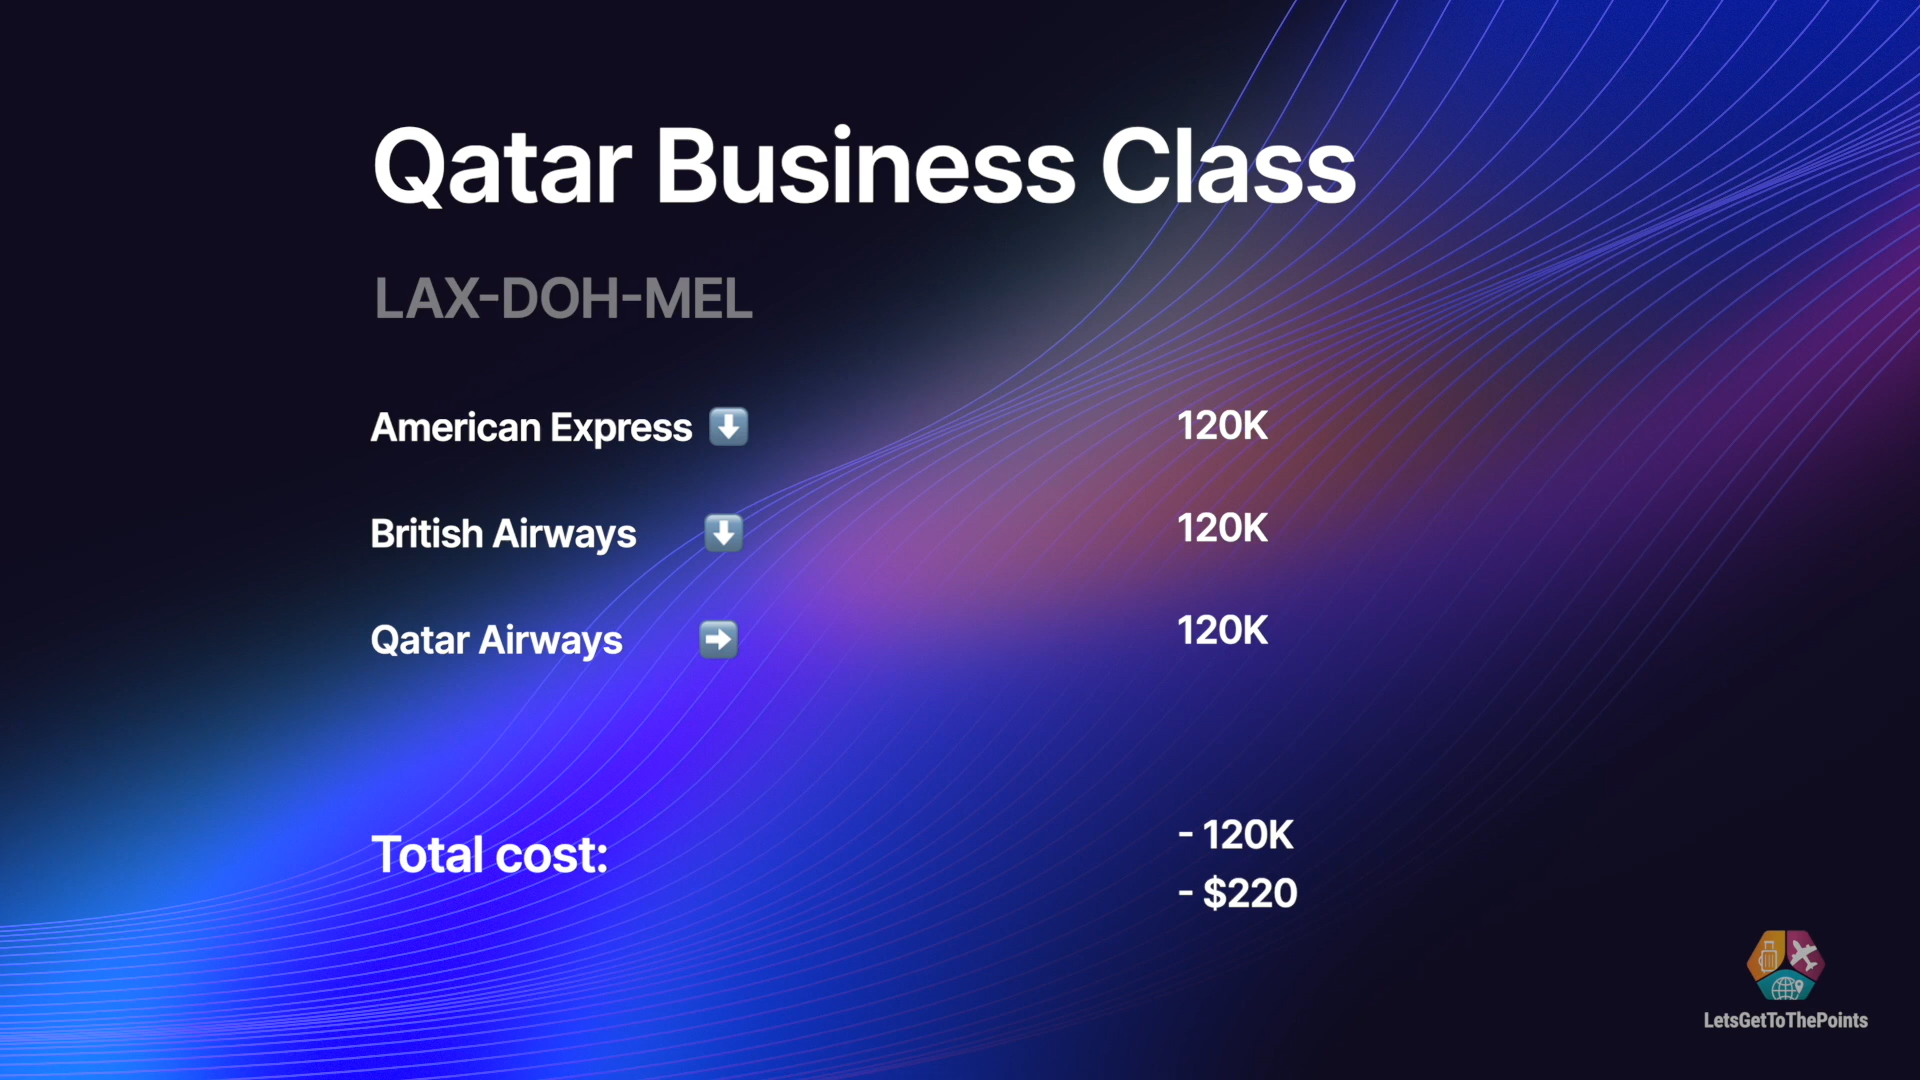 Qatar Business Class
LAX-DOH-MEL
American Express ⬇️ 120K
British Airways ⬇️ 120K
Qatar Airways ➡️ 120K
Total cost:
- 120K
- $220
LetsGetToThePoints